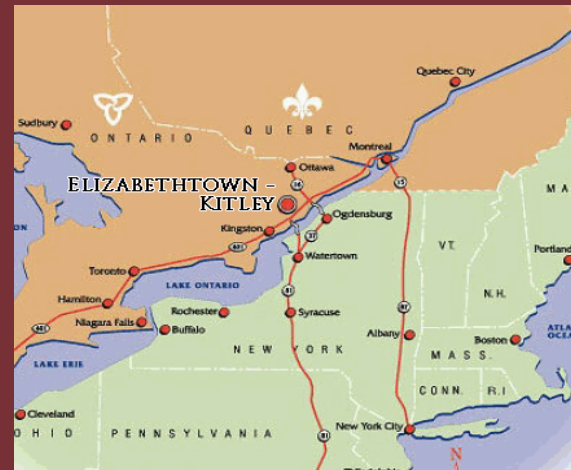 Quebec City
Sudbury
ONTARIO
QUEBEC
Montreal
Ottawa
ELIZABETHTOWN -
KITLEY
16
15
Ogdensburg
Kingston
37
401
Watertown
VT.
Portland
Toronto
LAKE ONTARIO
N.H.
Hamilton
81
87
Rochester
Syracuse
Niagara Falls
Buffalo
401
Albany
Boston
NEW YORK
MASS.
LAKE ERIE
CONN.
R.I
Cleveland
OHIO
PENNSYLVANIA
New York City
81
N